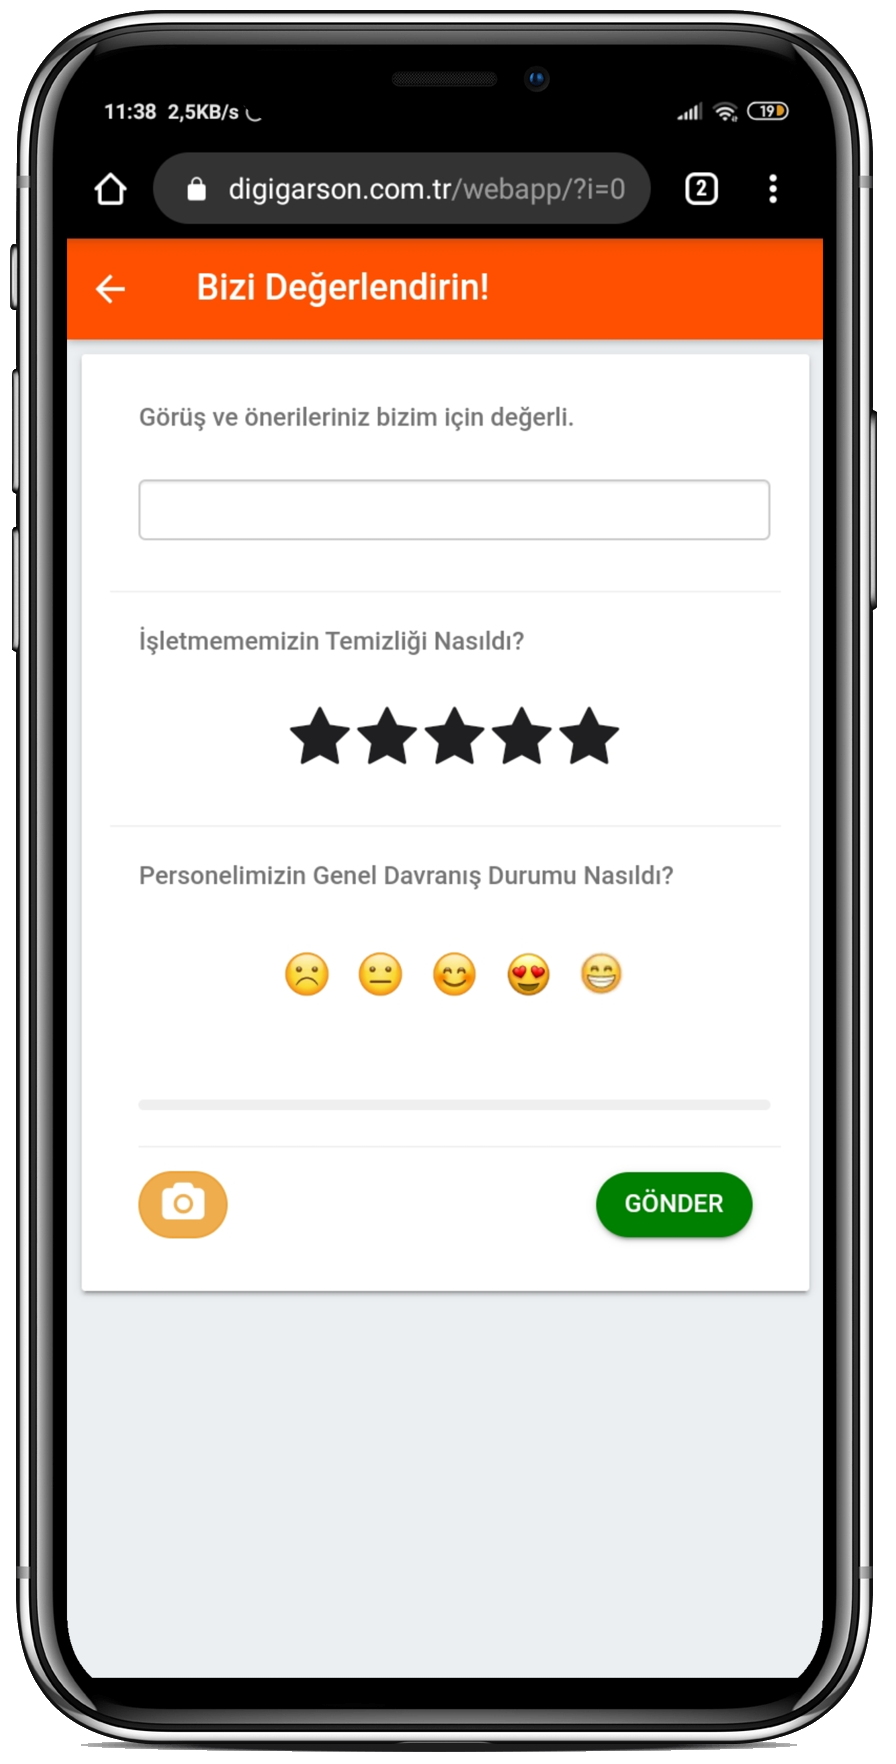 11:38 2,5KB/s 19
digigarson.com.tr/webapp/?i=0 2
Bizi Değerlendirin!
Görüş ve önerileriniz bizim için değerli.
İşletmememizin Temizliği Nasıldı?
Personelimizin Genel Davranış Durumu Nasıldı?
GÖNDER